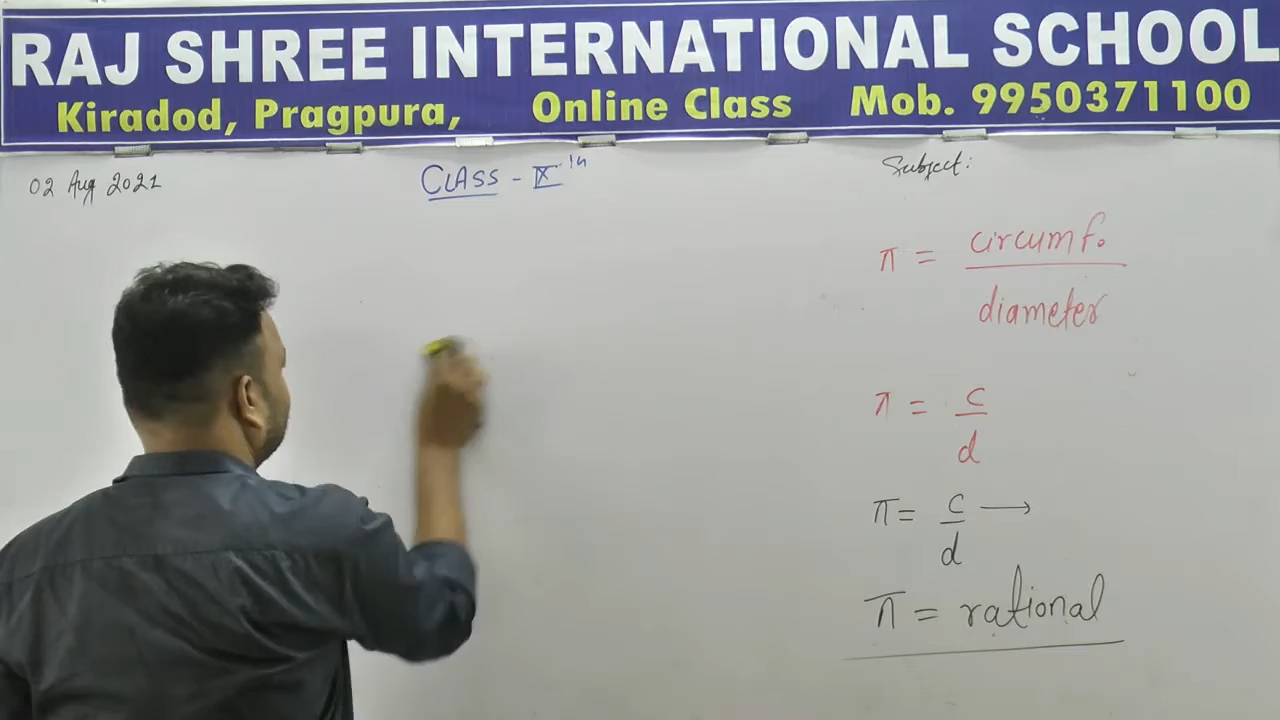 RAJ SHREE INTERNATIONAL SCHOOL
Kiradod, Pragpura, Online Class Mob. 9950371100
02 Aug 2021
CLASS - X th
Subject:
π = circumf.
diameter
π = c
d
π = c →
d
π = rational